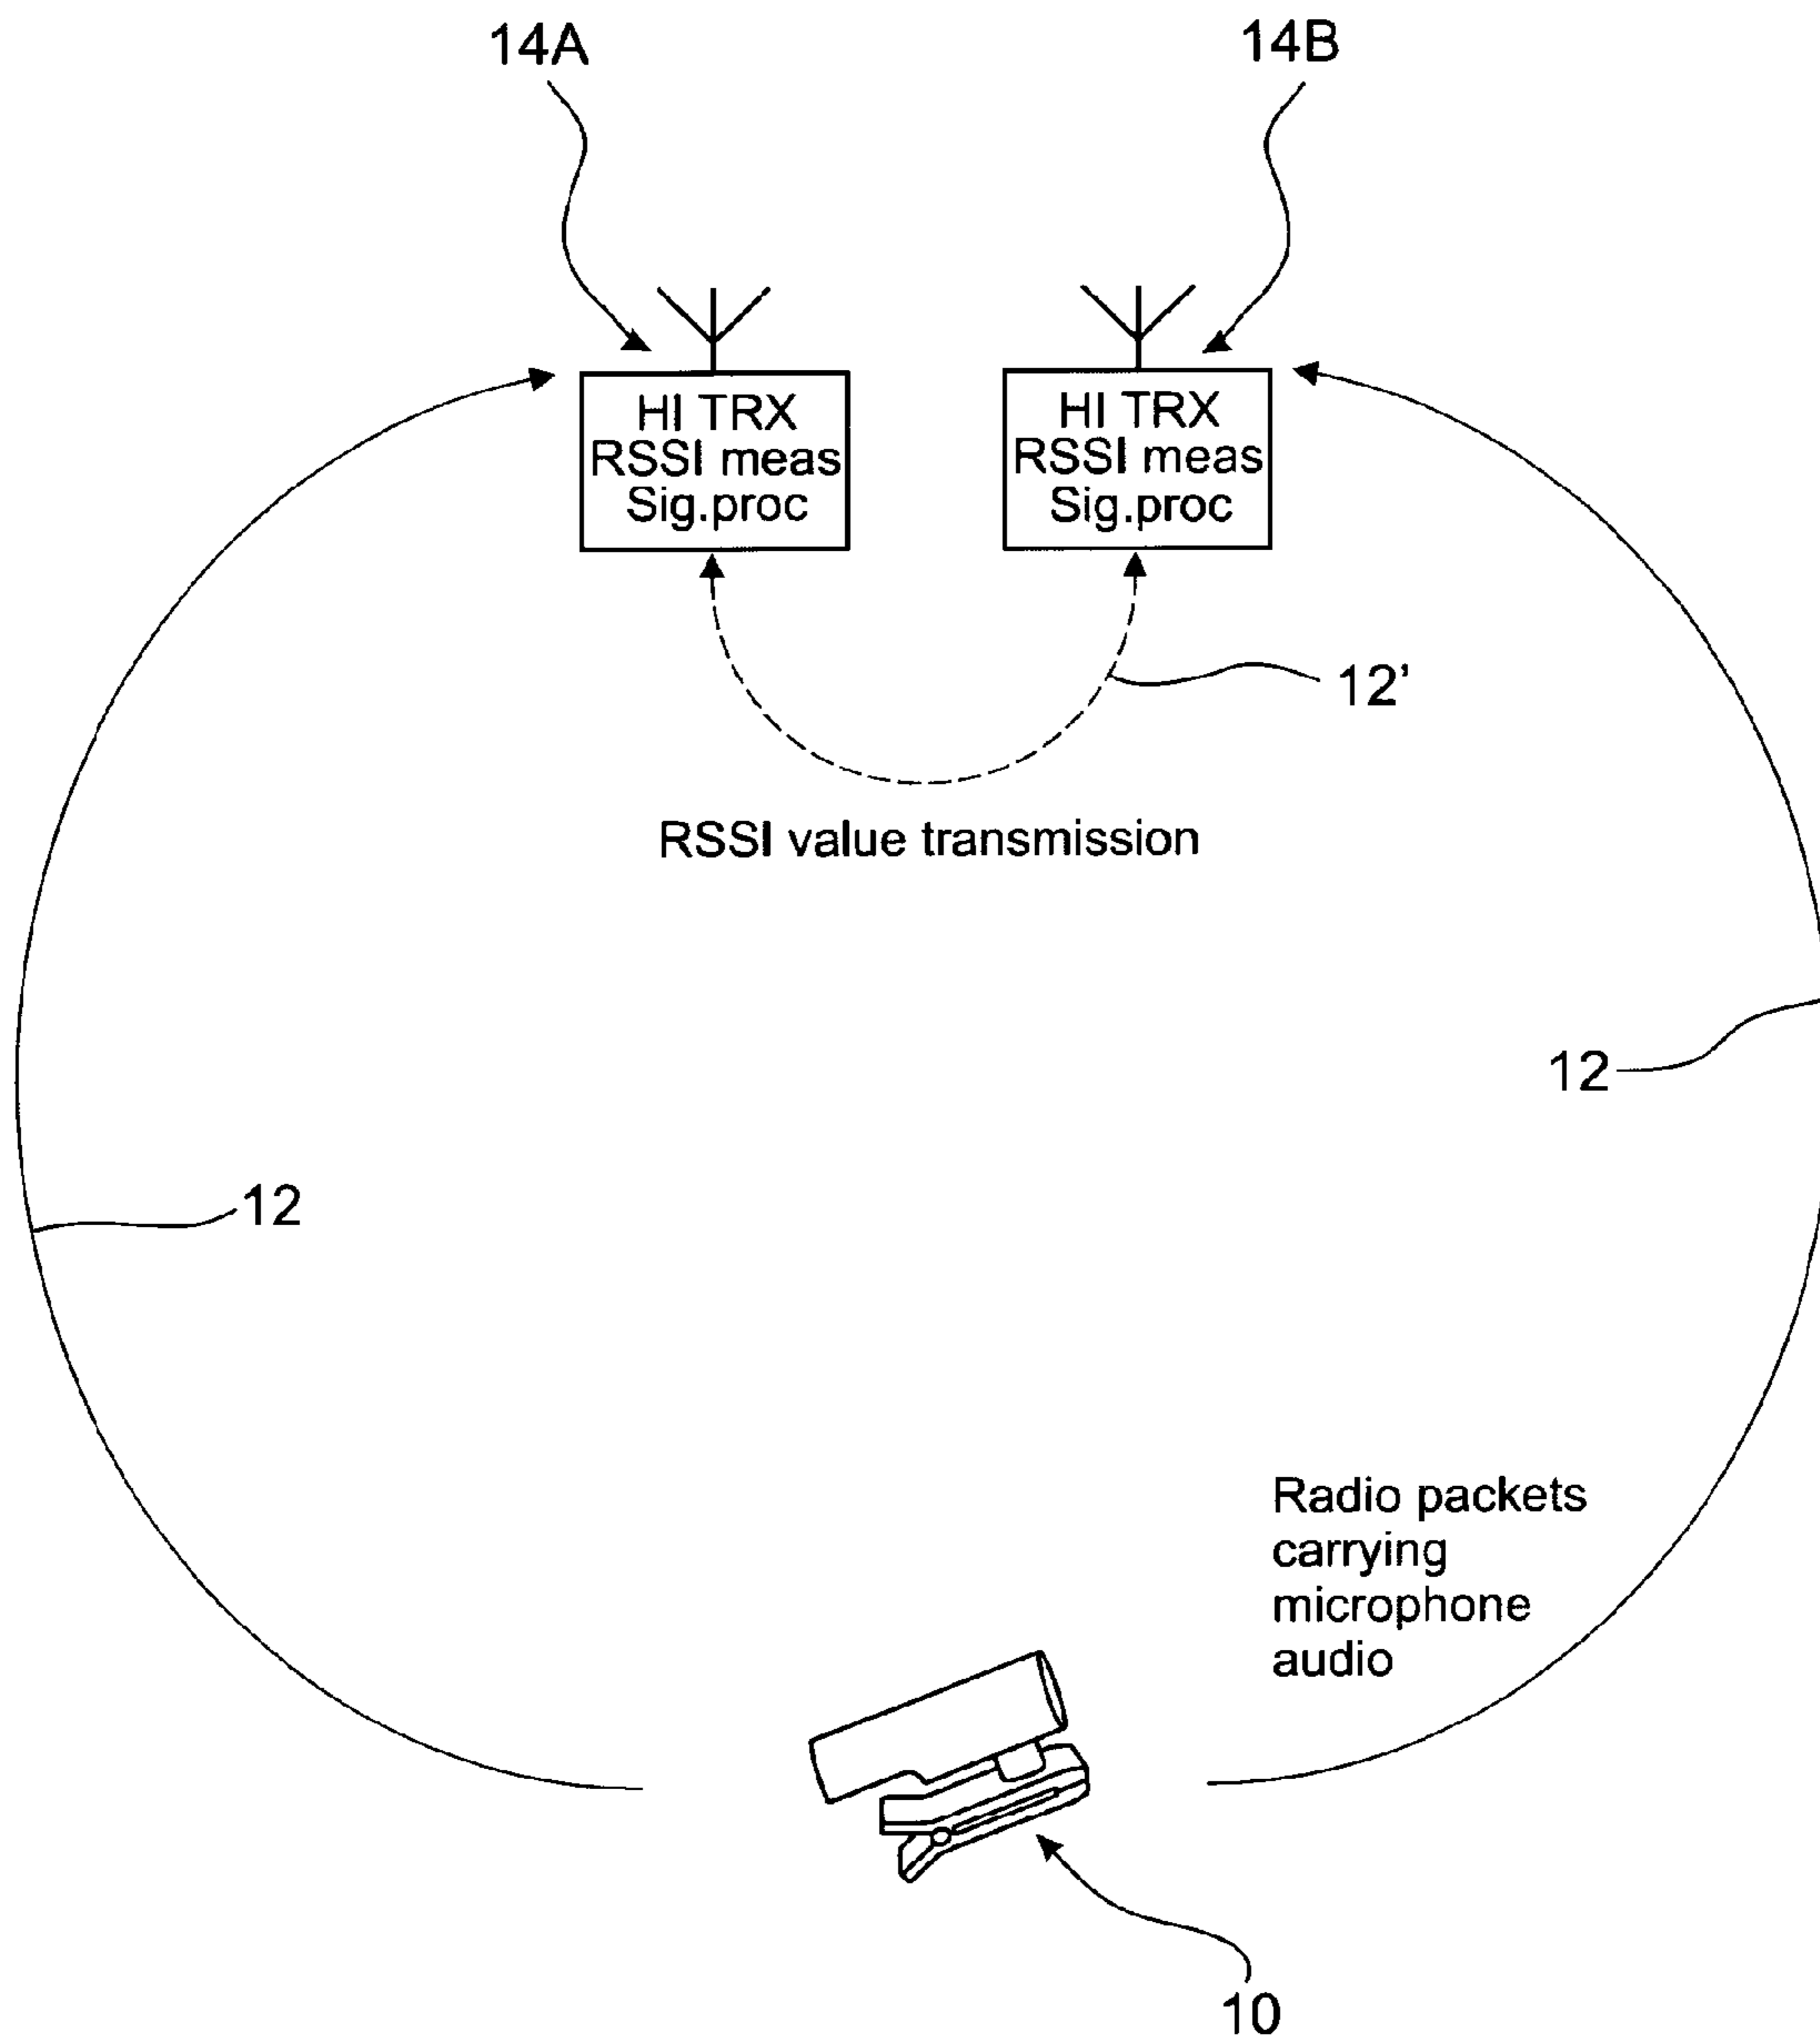 14A
14B
HI TRX
RSSI meas
Sig.proc
HI TRX
RSSI meas
Sig.proc
12’
RSSI value transmission
12
12
Radio packets
carrying
microphone
audio
10